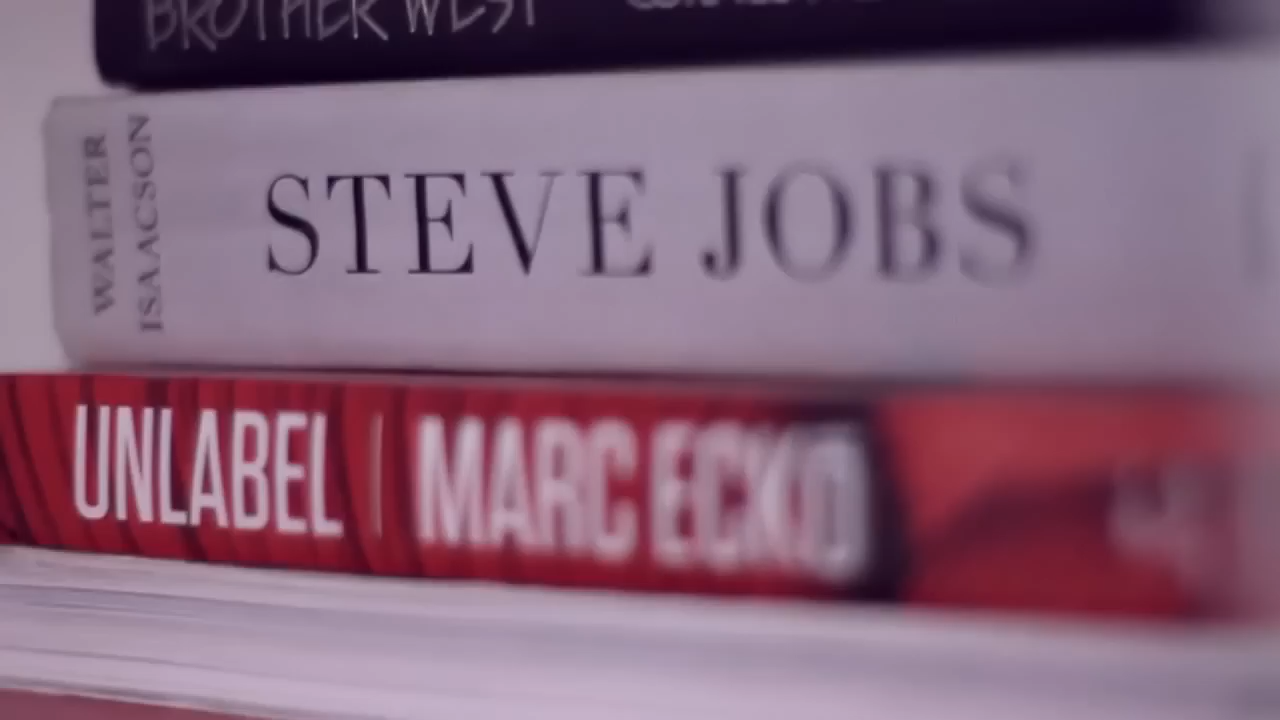 BROTHER WEST
WALTER
ISAACSON
STEVE JOBS
UNLABEL | MARC ECKO